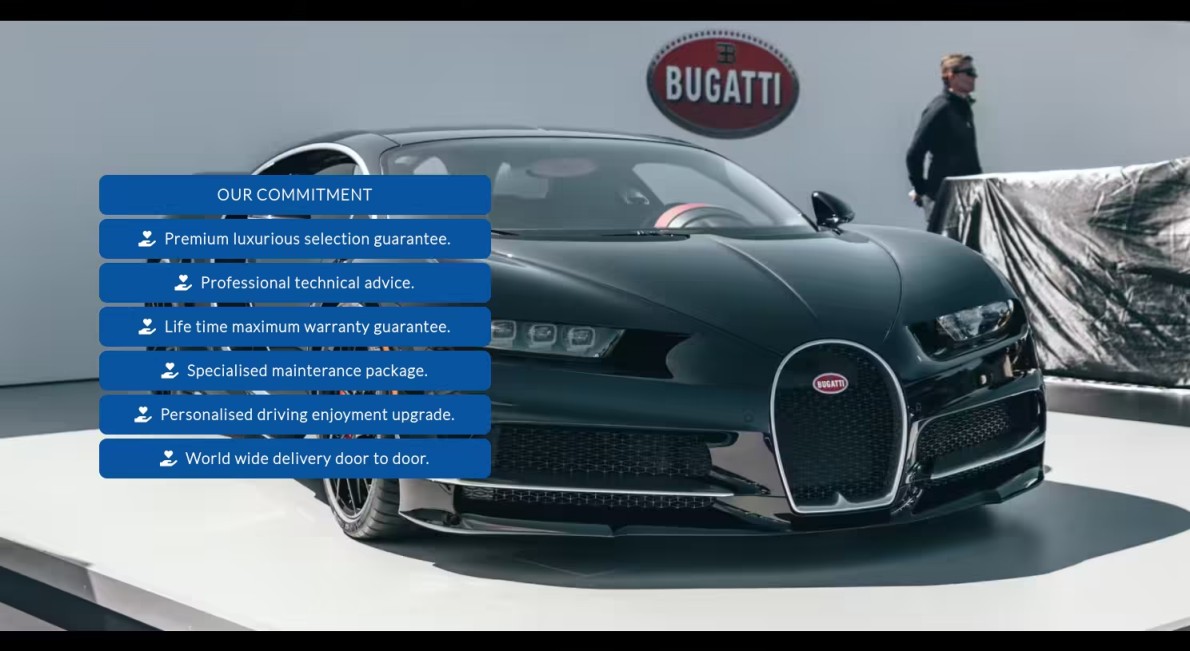 EB
BUGATTI
OUR COMMITMENT
Premium luxurious selection guarantee.
Professional technical advice.
Life time maximum warranty guarantee.
Specialised mainterance package.
Personalised driving enjoyment upgrade.
World wide delivery door to door.
BUGATTI